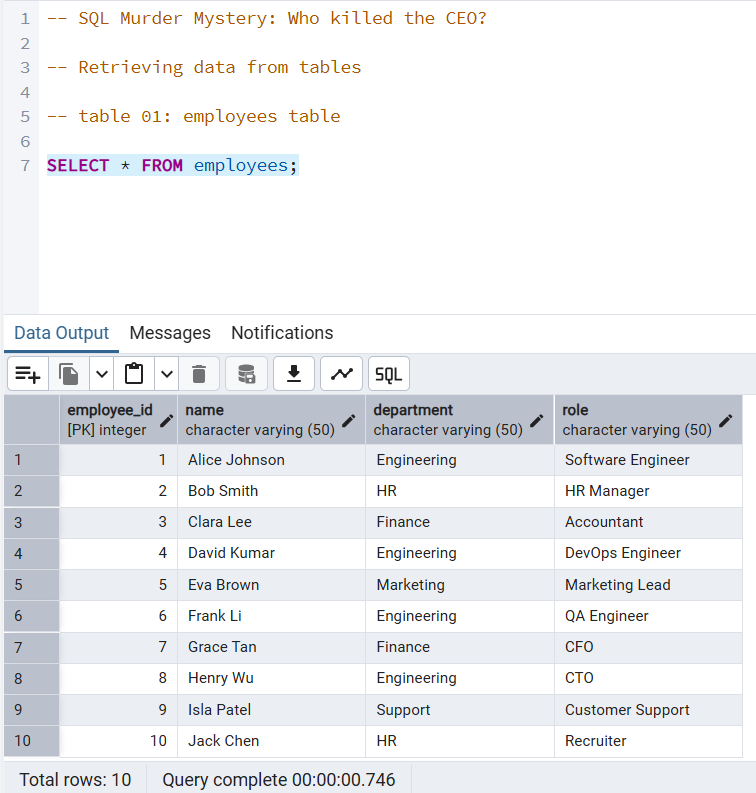 1 -- SQL Murder Mystery: Who killed the CEO?
2
3 -- Retrieving data from tables
4
5 -- table 01: employees table
6
7 SELECT * FROM employees;
Data Output Messages Notifications
SQL
employee_id name department role
[PK] integer character varying (50) character varying (50) character varying (50)
1 1 Alice Johnson Engineering Software Engineer
2 2 Bob Smith HR HR Manager
3 3 Clara Lee Finance Accountant
4 4 David Kumar Engineering DevOps Engineer
5 5 Eva Brown Marketing Marketing Lead
6 6 Frank Li Engineering QA Engineer
7 7 Grace Tan Finance CFO
8 8 Henry Wu Engineering CTO
9 9 Isla Patel Support Customer Support
10 10 Jack Chen HR Recruiter
Total rows: 10 Query complete 00:00:00.746